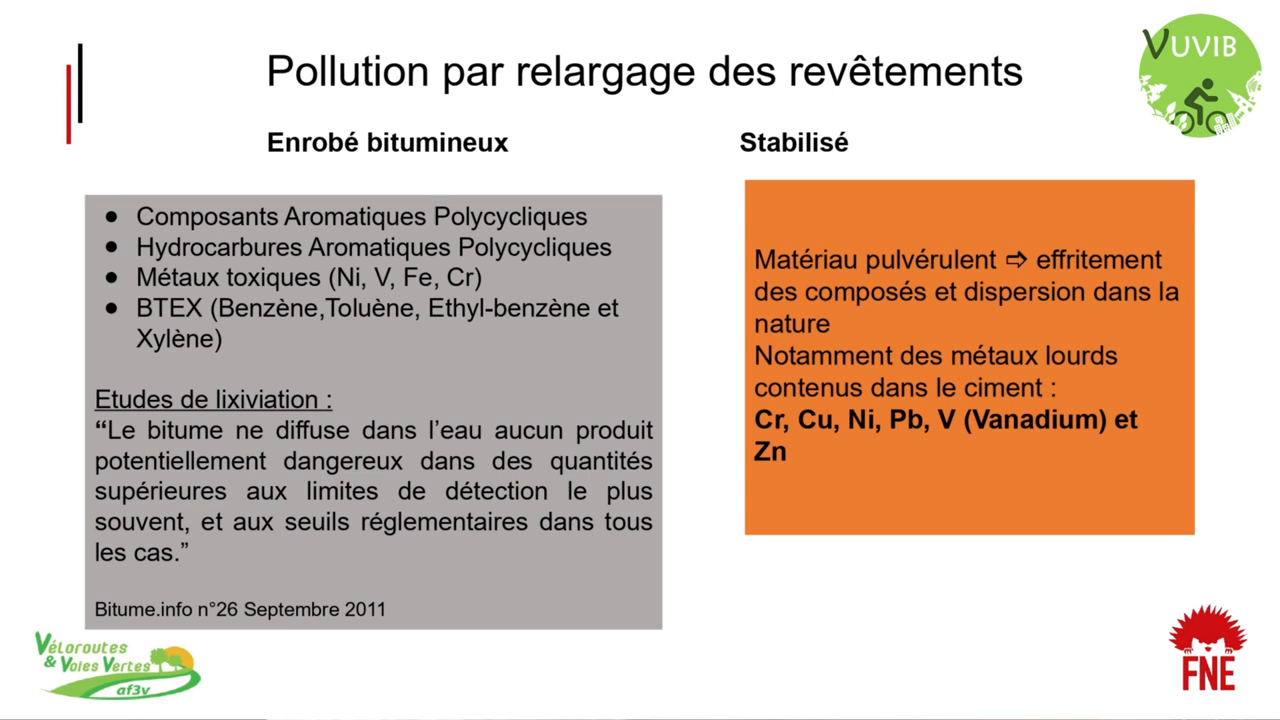 Pollution par relargage des revêtements
VUVIB
Enrobé bitumineux
● Composants Aromatiques Polycycliques
● Hydrocarbures Aromatiques Polycycliques
● Métaux toxiques (Ni, V, Fe, Cr)
● BTEX (Benzène,Toluène, Ethyl-benzène et
Xylène)
Etudes de lixiviation :
“Le bitume ne diffuse dans l’eau aucun produit
potentiellement dangereux dans des quantités
supérieures aux limites de détection le plus
souvent, et aux seuils réglementaires dans tous
les cas.”
Bitume.info n°26 Septembre 2011
Stabilisé
Matériau pulvérulent ⇨ effritement
des composés et dispersion dans la
nature
Notamment des métaux lourds
contenus dans le ciment :
Cr, Cu, Ni, Pb, V (Vanadium) et
Zn
Véloroutes
& Voies Vertes
af3v
FNE